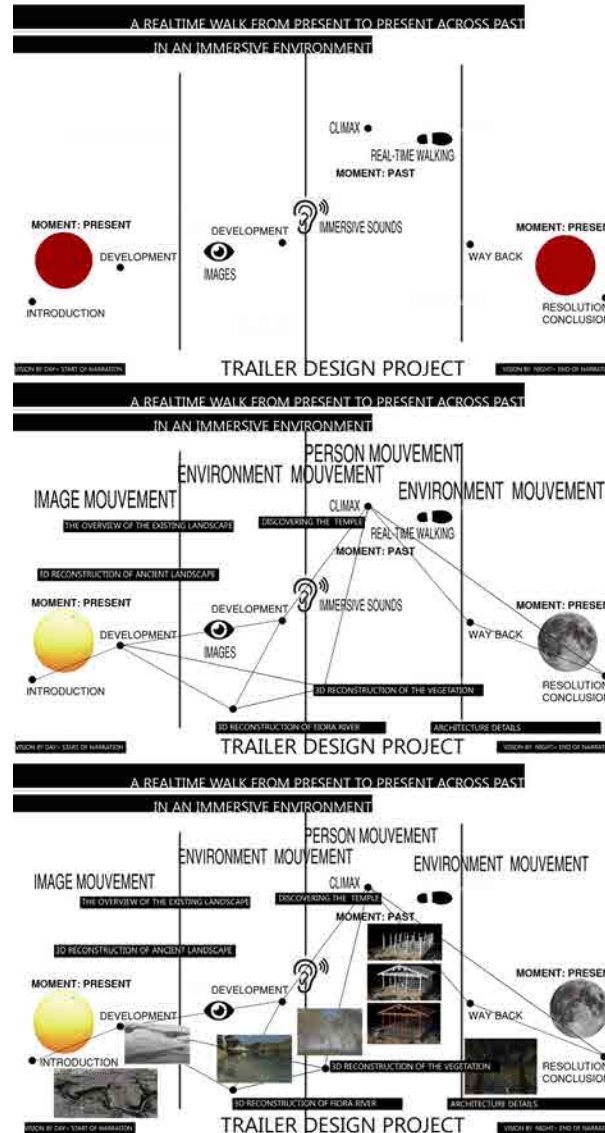 A REALTIME WALK FROM PRESENT TO PRESENT ACROSS PAST
IN AN IMMERSIVE ENVIRONMENT
CLIMAX
REAL-TIME WALKING
MOMENT: PAST
MOMENT: PRESENT
DEVELOPMENT
IMMERSIVE SOUNDS
MOMENT: PRESEN
DEVELOPMENT
IMAGES
WAY BACK
INTRODUCTION
RESOLUTION
CONCLUSION
VISION BY DAY= START OF NARRATION
TRAILER DESIGN PROJECT
VISION BY NIGHT= END OF NARRAT
A REALTIME WALK FROM PRESENT TO PRESENT ACROSS PAST
IN AN IMMERSIVE ENVIRONMENT
PERSON MOUVEMENT
ENVIRONMENT MOUVEMENT
IMAGE MOUVEMENT
ENVIRONMENT MOUVEMENT
CLIMAX
THE OVERVIEW OF THE EXISTING LANDSCAPE
DISCOVERING THE TEMPLE
REAL TIME WALKING
MOMENT: PAST
3D RECONSTRUCTION OF ANCIENT LANDSCAPE
MOMENT: PRESENT
DEVELOPMENT
IMMERSIVE SOUNDS
MOMENT: PRESEN
DEVELOPMENT
IMAGES
WAY BACK
INTRODUCTION
3D RECONSTRUCTION OF THE VEGETATION
RESOLUTION
CONCLUSION
3D RECONSTRUCTION OF FIORA RIVER
ARCHITECTURE DETAILS
VISION BY DAY= START OF NARRATION
TRAILER DESIGN PROJECT
VISION BY NIGHT= END OF NARRAT
A REALTIME WALK FROM PRESENT TO PRESENT ACROSS PAST
IN AN IMMERSIVE ENVIRONMENT
PERSON MOUVEMENT
ENVIRONMENT MOUVEMENT
IMAGE MOUVEMENT
ENVIRONMENT MOUVEMENT
CLIMAX
THE OVERVIEW OF THE EXISTING LANDSCAPE
DISCOVERING THE TEMPLE
MOMENT: PAST
3D RECONSTRUCTION OF ANCIENT LANDSCAPE
MOMENT: PRESENT
DEVELOPMENT
MOMENT: PRESEN
DEVELOPMENT
WAY BACK
INTRODUCTION
3D RECONSTRUCTION OF THE VEGETATION
RESOLUTION
CONCLUSION
3D RECONSTRUCTION OF FIORA RIVER
ARCHITECTURE DETAILS
VISION BY DAY= START OF NARRATION
TRAILER DESIGN PROJECT
VISION BY NIGHT= END OF NARRAT